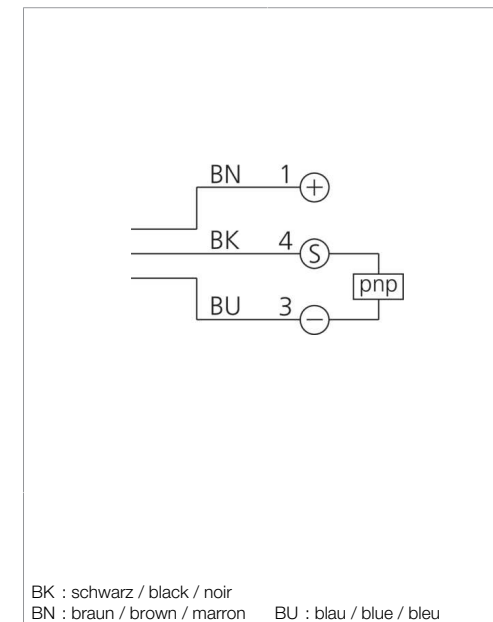 BN 1 +
BK 4 S
pnp
BU 3 −
BK : schwarz / black / noir
BN : braun / brown / marron BU : blau / blue / bleu